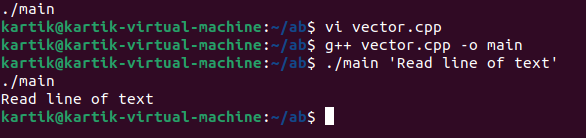 ./main
kartik@kartik-virtual-machine:~/ab$ vi vector.cpp
kartik@kartik-virtual-machine:~/ab$ g++ vector.cpp -o main
kartik@kartik-virtual-machine:~/ab$ ./main 'Read line of text'
./main
Read line of text
kartik@kartik-virtual-machine:~/ab$